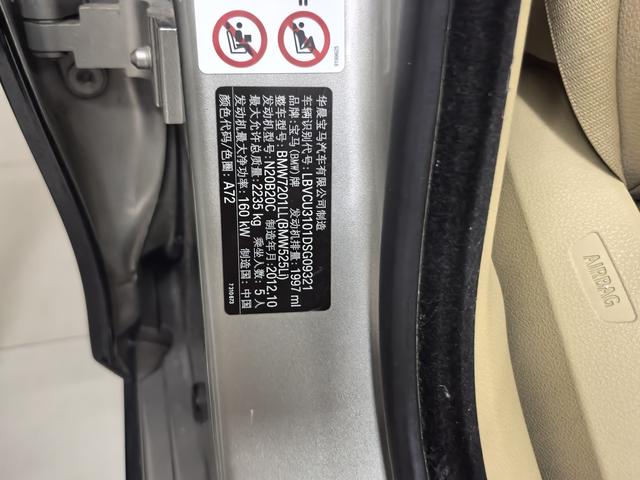 华晨宝马汽车有限公司制造
车辆识别代号: LBVCU3101DSG09321
品牌: 宝马(BMW)牌 发动机排量: 1997 ml
整车型号: BMW7201LL(BMW525Li)
发动机型号: N20B20C 制造年月: 2012.10
最大允许总质量: 2235 kg 乘坐人数: 5 人
发动机最大净功率: 160 kW 制造国: 中国
颜色代码/色圈: A72
AIRBAG